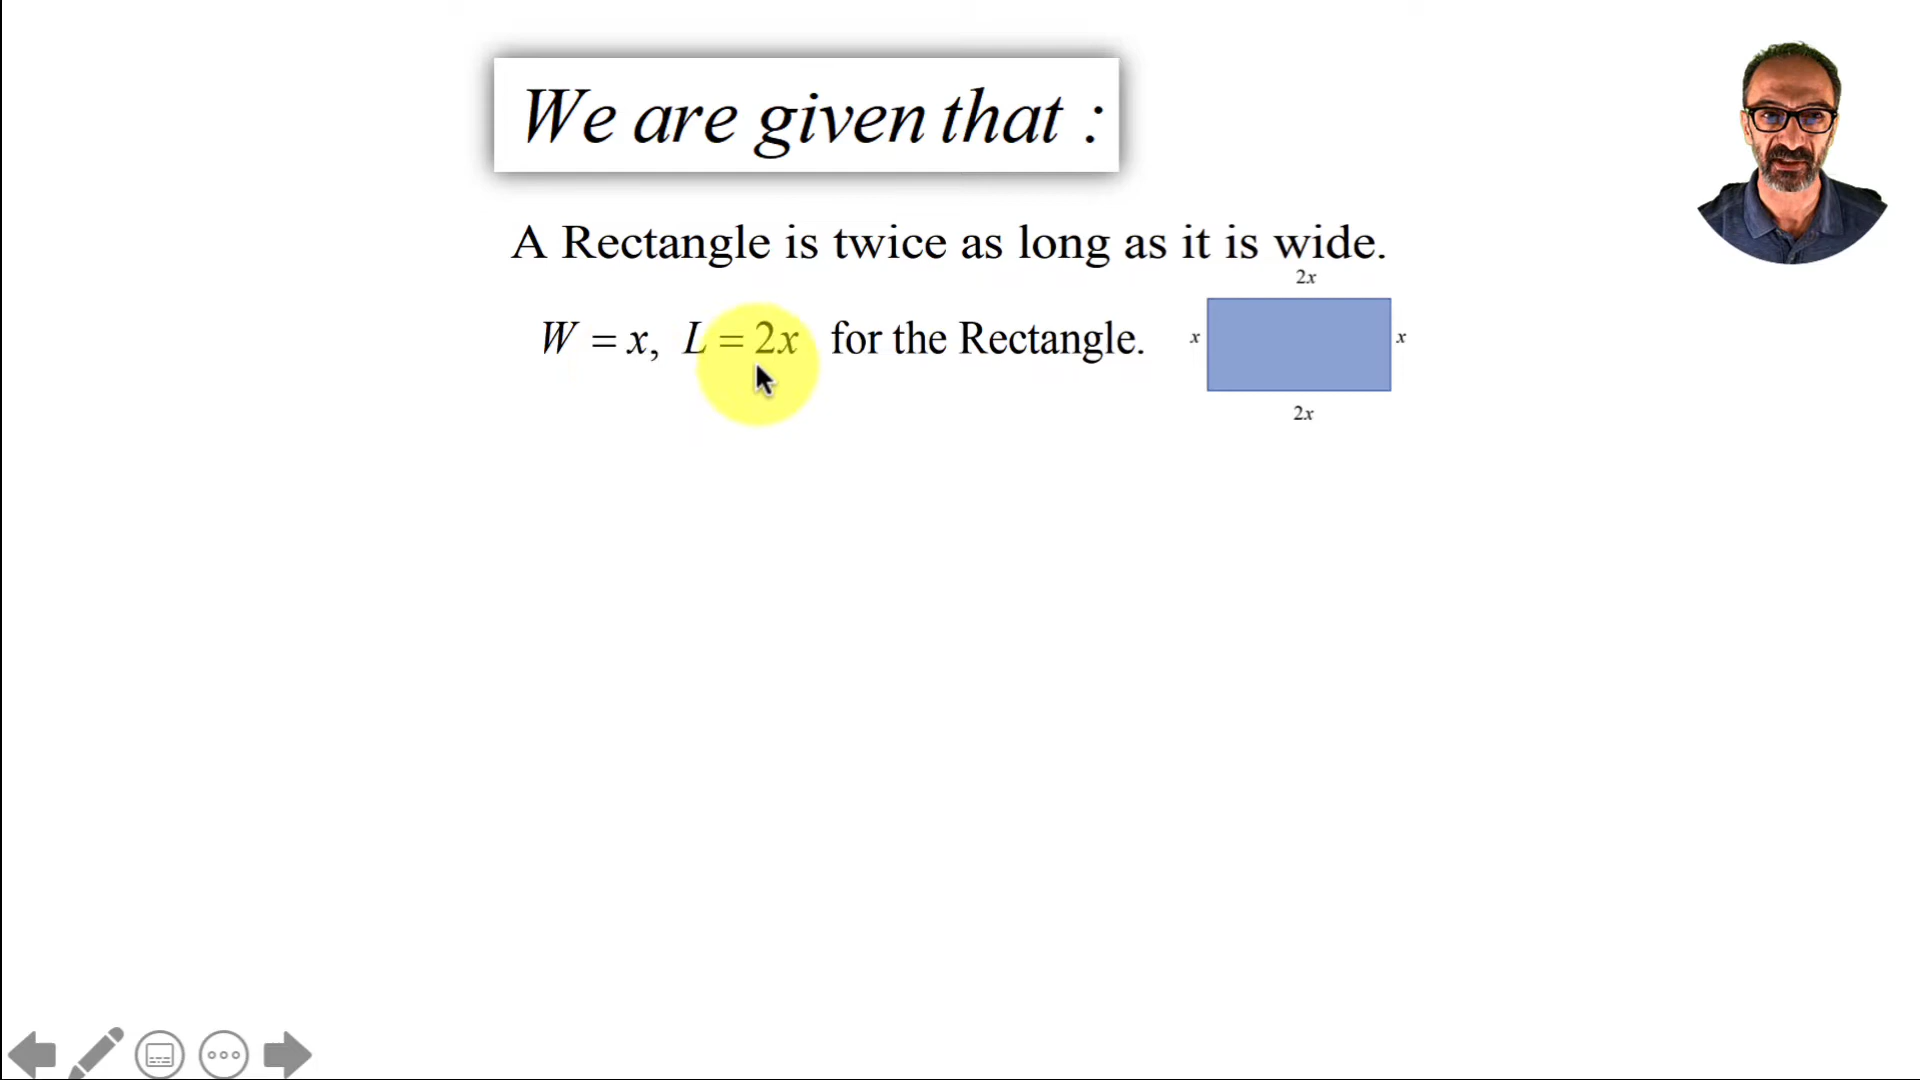 We are given that :
A Rectangle is twice as long as it is wide.
2x
W = x, L = 2x for the Rectangle.
x
x
2x